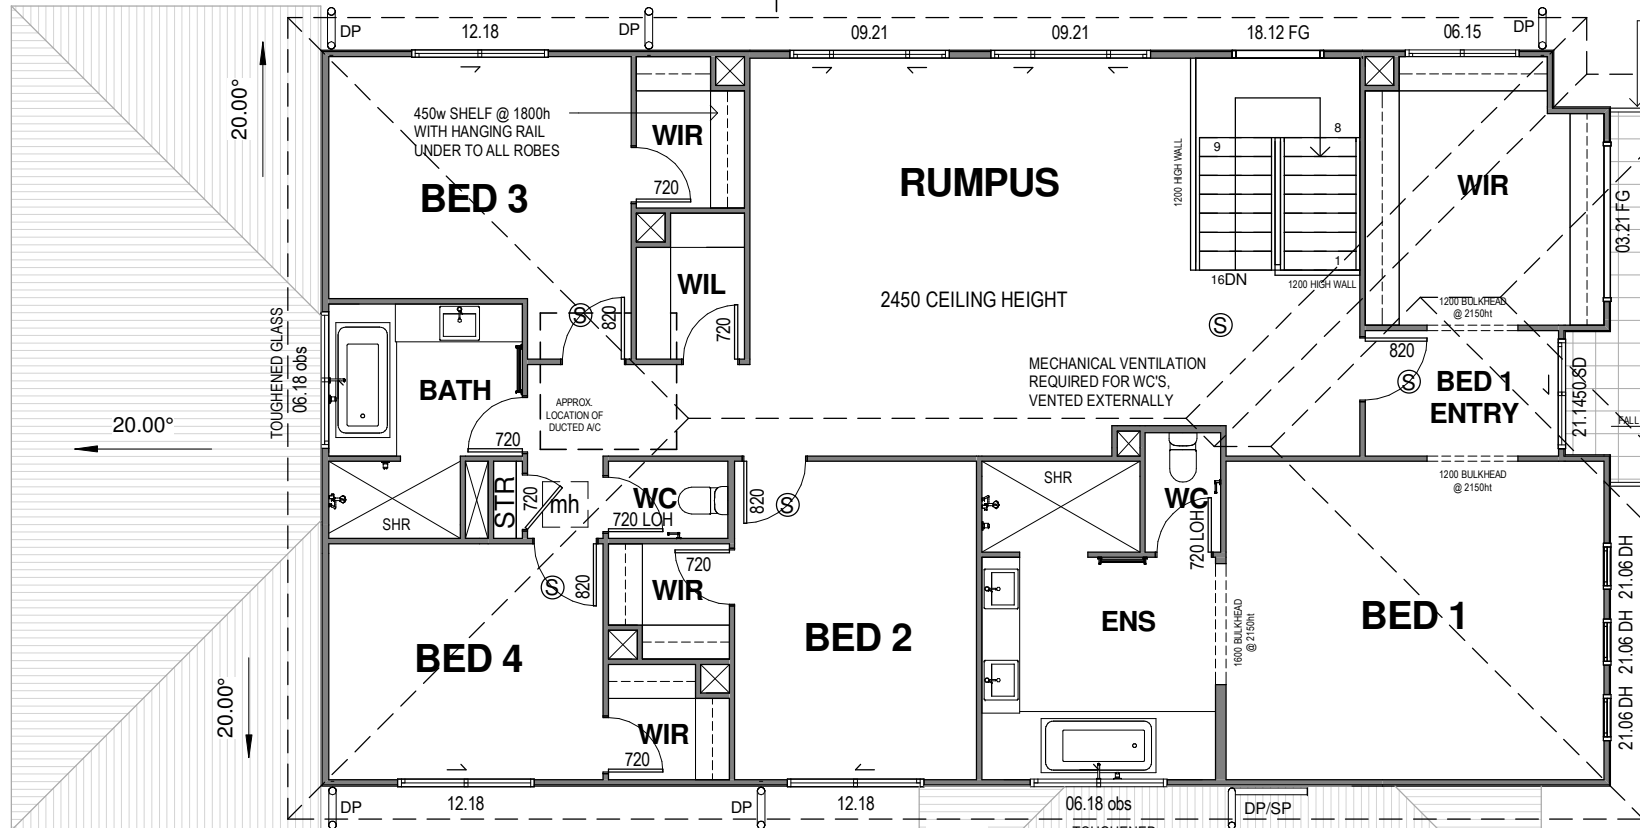 DP
12.18
DP
09.21
09.21
18.12 FG
06.15
DP
20.00°
450w SHELF @ 1800h
WITH HANGING RAIL
UNDER TO ALL ROBES
WIR
720
BED 3
RUMPUS
1200 HIGH WALL
8
9
WIR
03.21 FG
WIL
720
2450 CEILING HEIGHT
1
16DN
1200 HIGH WALL
1200 BULKHEAD
@ 2150ht
S
820
S
TOUGHENED GLASS
06.18 obs
BATH
720
APPROX.
LOCATION OF
DUCTED A/C
MECHANICAL VENTILATION
REQUIRED FOR WC'S,
VENTED EXTERNALLY
820
S
BED 1
ENTRY
21.1450 SD
FALL
20.00°
1200 BULKHEAD
@ 2150ht
SHR
STR
720
mh
WC
720 LOH
820
S
SHR
WC
720 LOH
S
820
720
WIR
BED 4
BED 2
ENS
1600 BULKHEAD
@ 2150ht
BED 1
21.06 DH
21.06 DH
21.06 DH
20.00°
WIR
720
DP
12.18
DP
12.18
06.18 obs
DP/SP